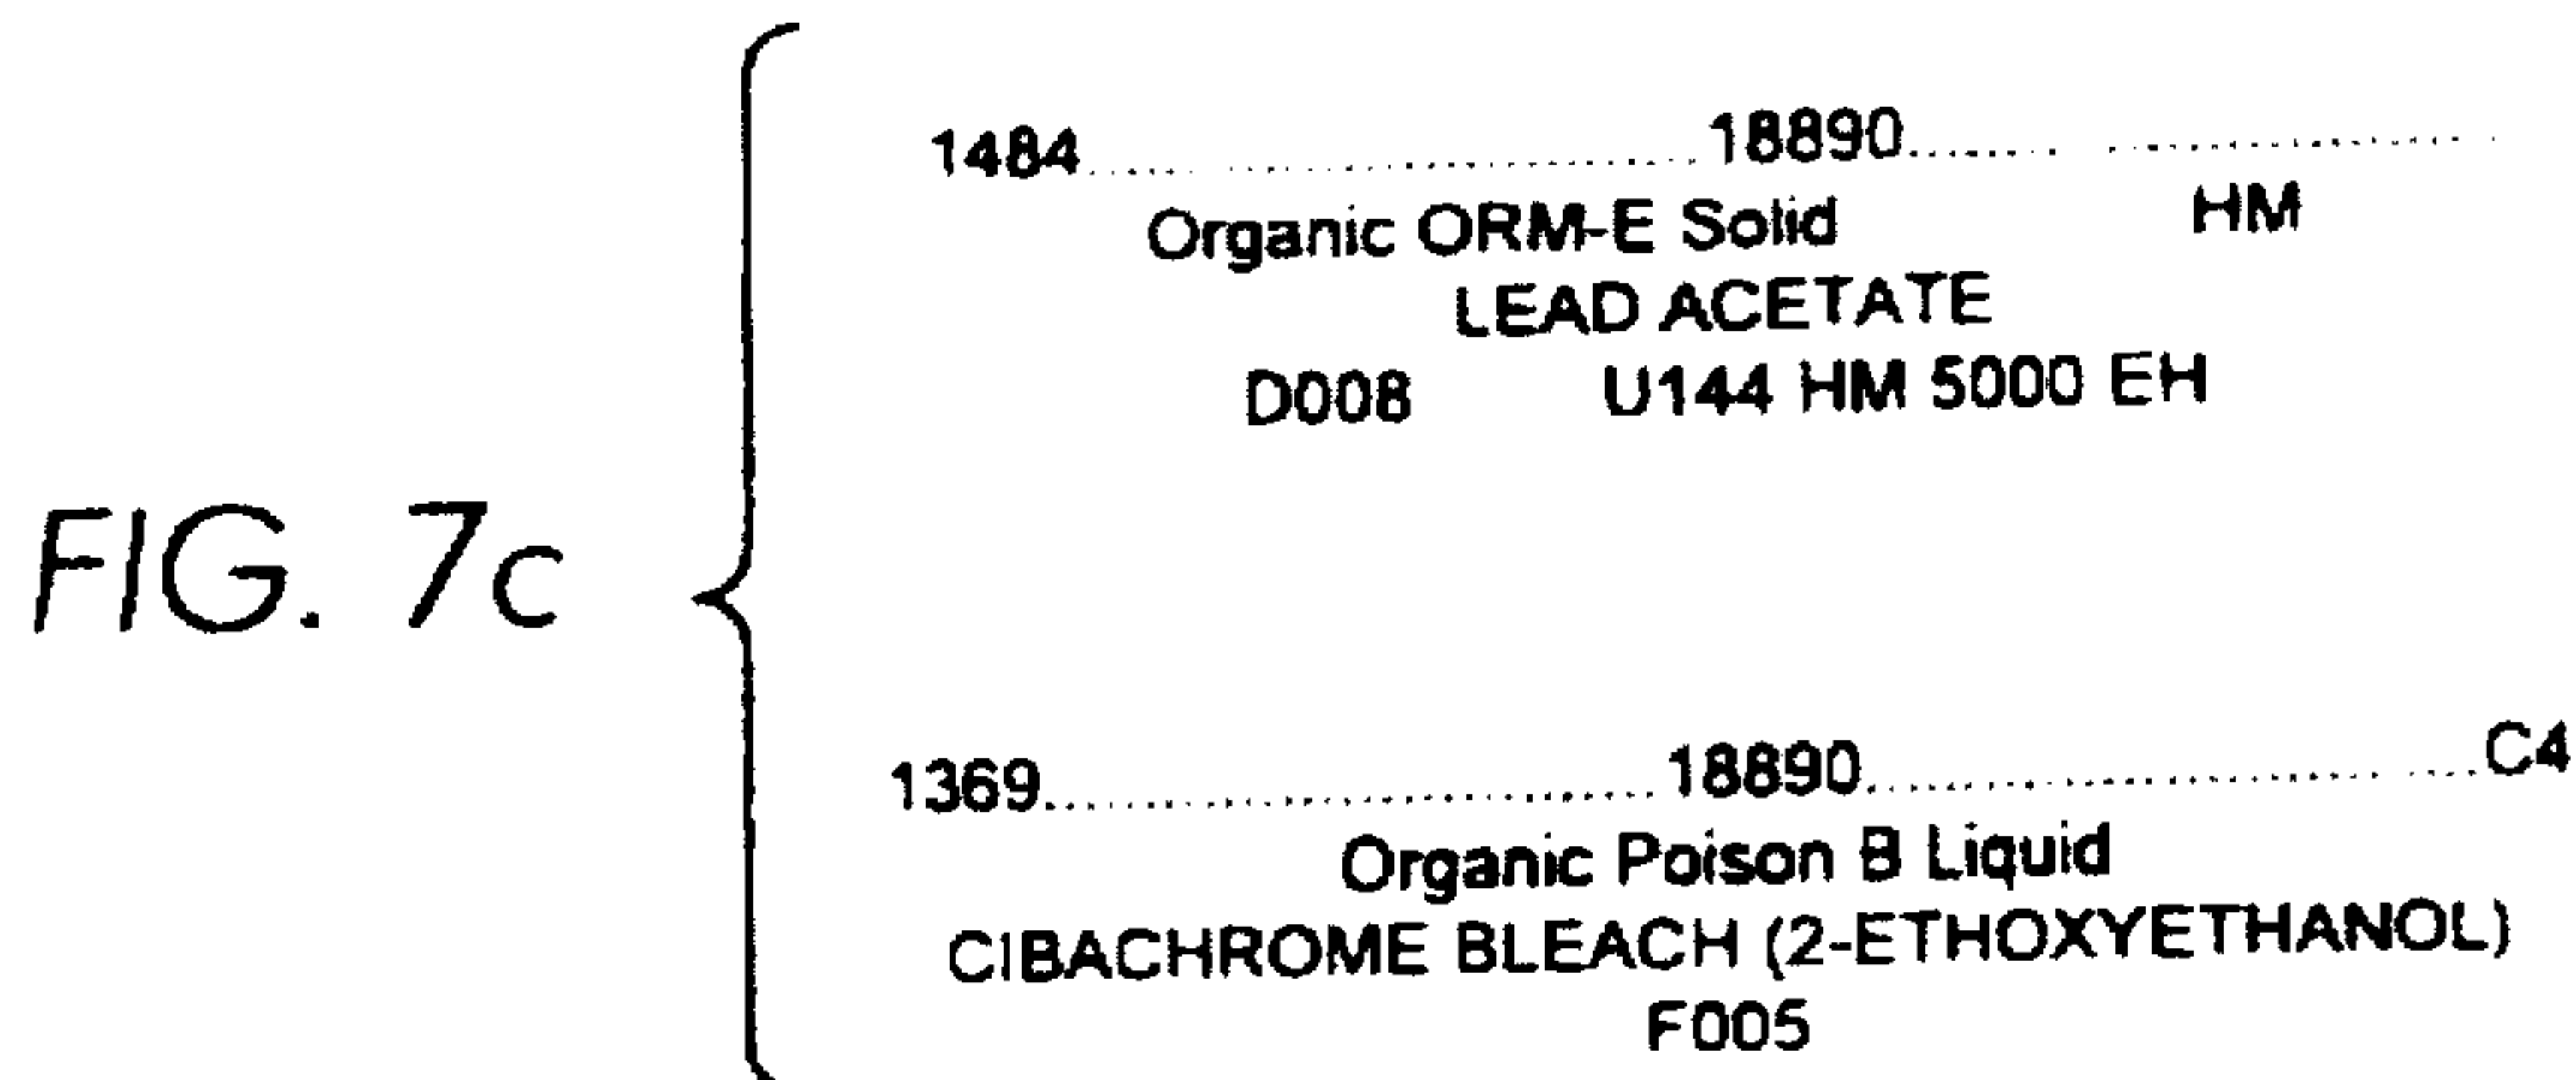 1484 18890
Organic ORM-E Solid HM
LEAD ACETATE
D008 U144 HM 5000 EH
FIG. 7c
1369 18890 C4
Organic Poison B Liquid
CIBACHROME BLEACH (2-ETHOXYETHANOL)
F005